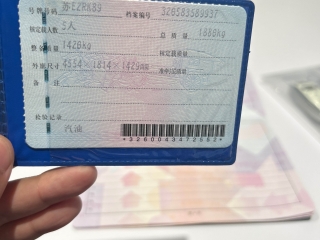 号牌号码 苏EZRK89 档案编号 320583589937
核定载人数 5人 总质量 1888kg
整备质量 1426kg 核定载质量
外廓尺寸 4554×1814×1429mm 准牵引总质量
备注
检验记录
汽油
*3260043747252*